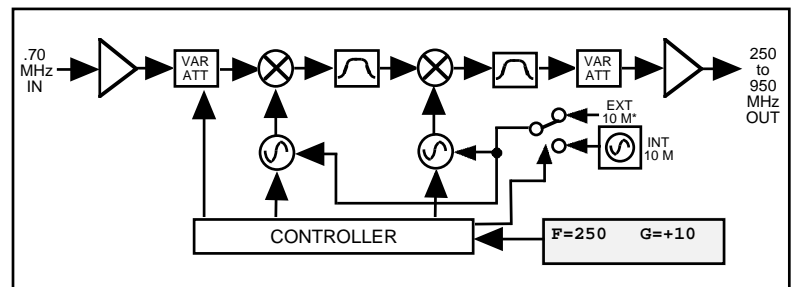 .70
MHz
IN
VAR
ATT
VAR
ATT
250
to
950
MHz
OUT
EXT
10 M*
INT
10 M
CONTROLLER
F=250 G=+10